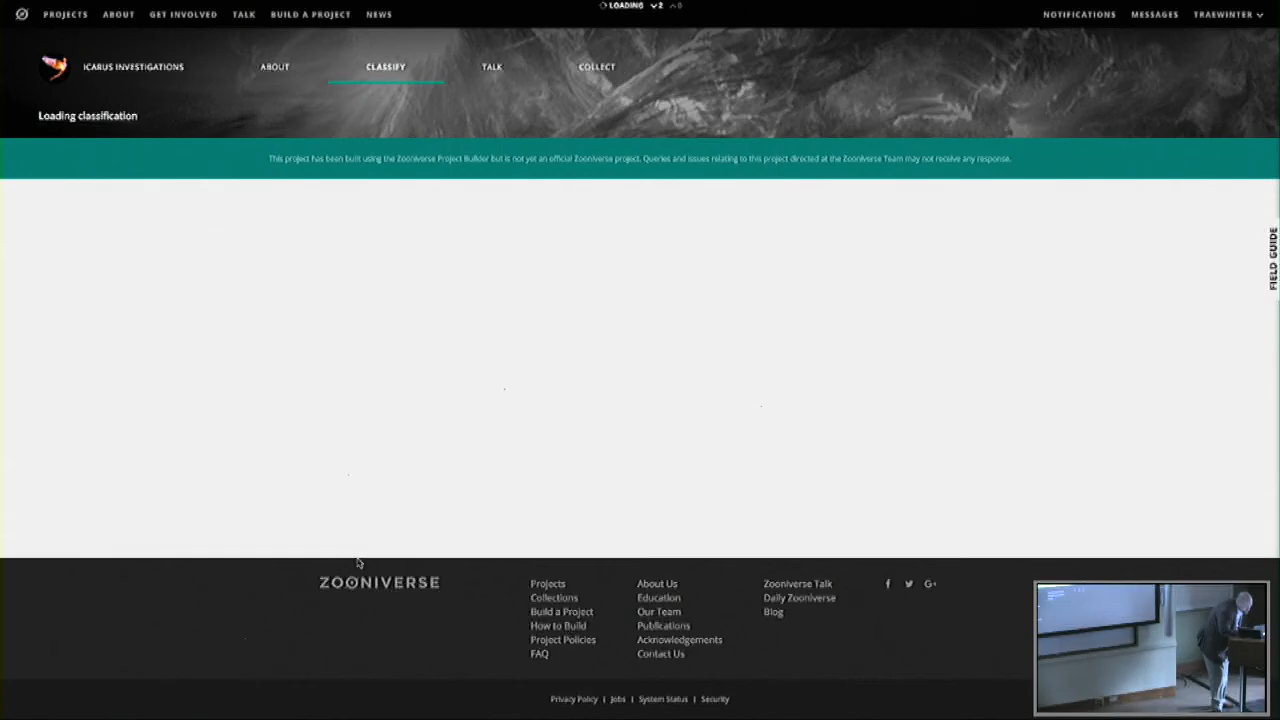 LOADING 2 0
PROJECTS ABOUT GET INVOLVED TALK BUILD A PROJECT NEWS NOTIFICATIONS MESSAGES TRAEWINTER
ICARUS INVESTIGATIONS ABOUT CLASSIFY TALK COLLECT
Loading classification
This project has been built using the Zooniverse Project Builder but is not yet an official Zooniverse project. Queries and issues relating to this project directed at the Zooniverse Team may not receive any response.
FIELD GUIDE
ZOONIVERSE
Projects
Collections
Build a Project
How to Build
Project Policies
FAQ
About Us
Education
Our Team
Publications
Acknowledgements
Contact Us
Zooniverse Talk
Daily Zooniverse
Blog
Privacy Policy | Jobs | System Status | Security